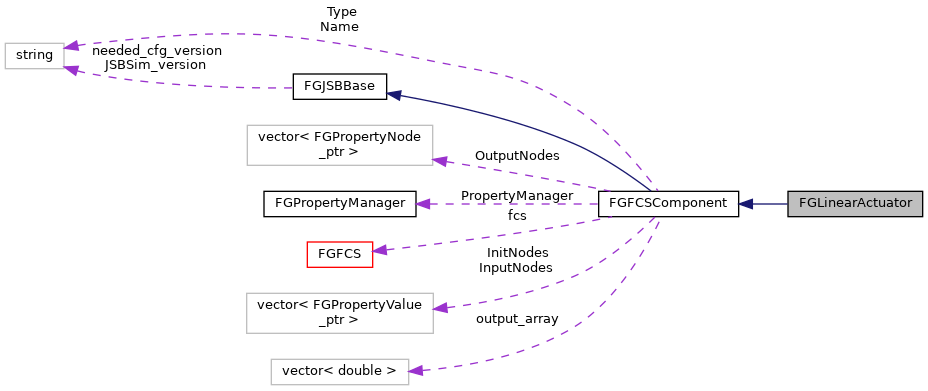 Type
Name
string
needed_cfg_version
JSBSim_version
FGJSBBase
vector< FGPropertyNode
_ptr >
OutputNodes
FGPropertyManager
PropertyManager
FGFCSComponent
FGLinearActuator
fcs
FGFCS
InitNodes
InputNodes
vector< FGPropertyValue
_ptr >
output_array
vector< double >